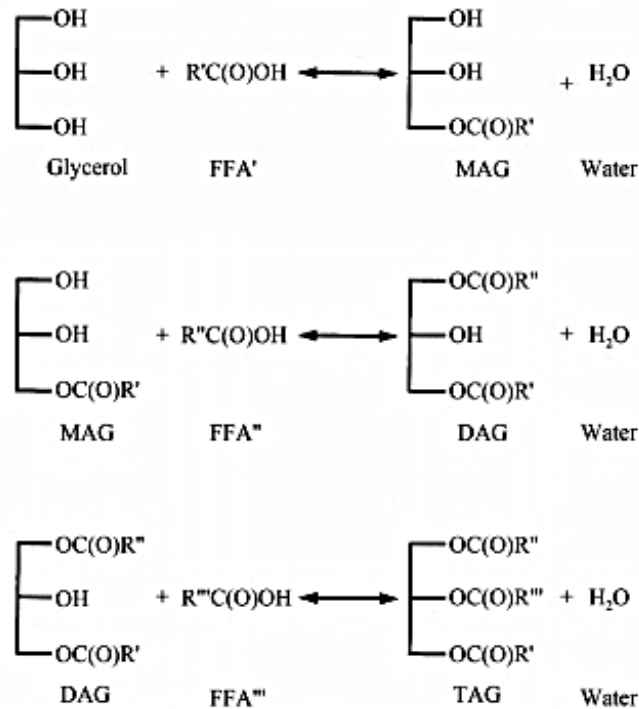 OH OH
OH + R'C(O)OH OH + H₂O
OH OC(O)R'
Glycerol FFA' MAG Water
OH OC(O)R''
OH + R''C(O)OH OH + H₂O
OC(O)R' OC(O)R'
MAG FFA''' DAG Water
OC(O)R''' OC(O)R''
OH + R'''C(O)OH OC(O)R''' + H₂O
OC(O)R' OC(O)R'
DAG FFA''' TAG Water